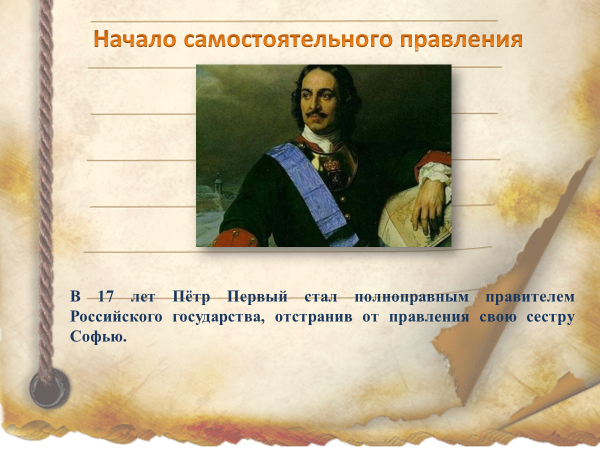 Начало самостоятельного правления
В 17 лет Пётр Первый стал полноправным правителем
Российского государства, отстранив от правления свою сестру
Софью.